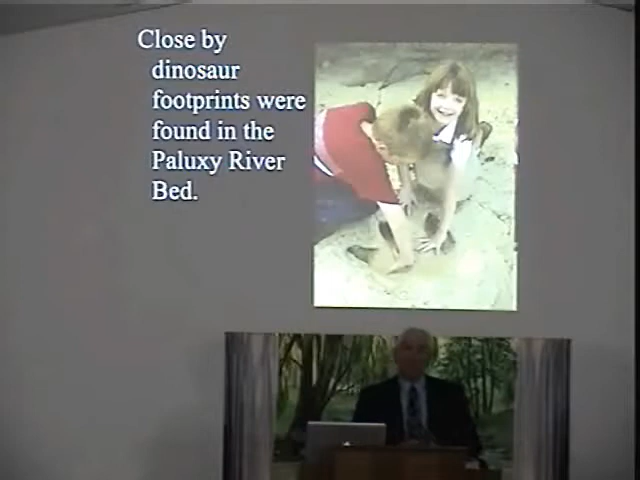 Close by
dinosaur
footprints were
found in the
Paluxy River
Bed.